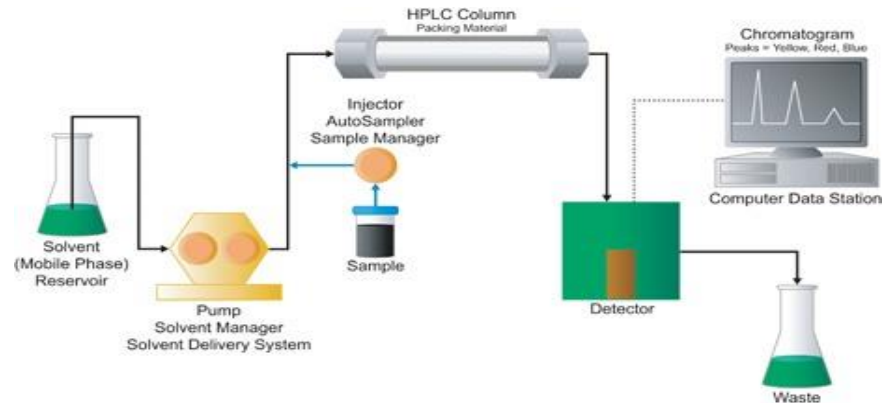 HPLC Column
Packing Material
Chromatogram
Peaks = Yellow, Red, Blue
Injector
AutoSampler
Sample Manager
Computer Data Station
Solvent
(Mobile Phase)
Reservoir
Sample
Pump
Solvent Manager
Solvent Delivery System
Detector
Waste